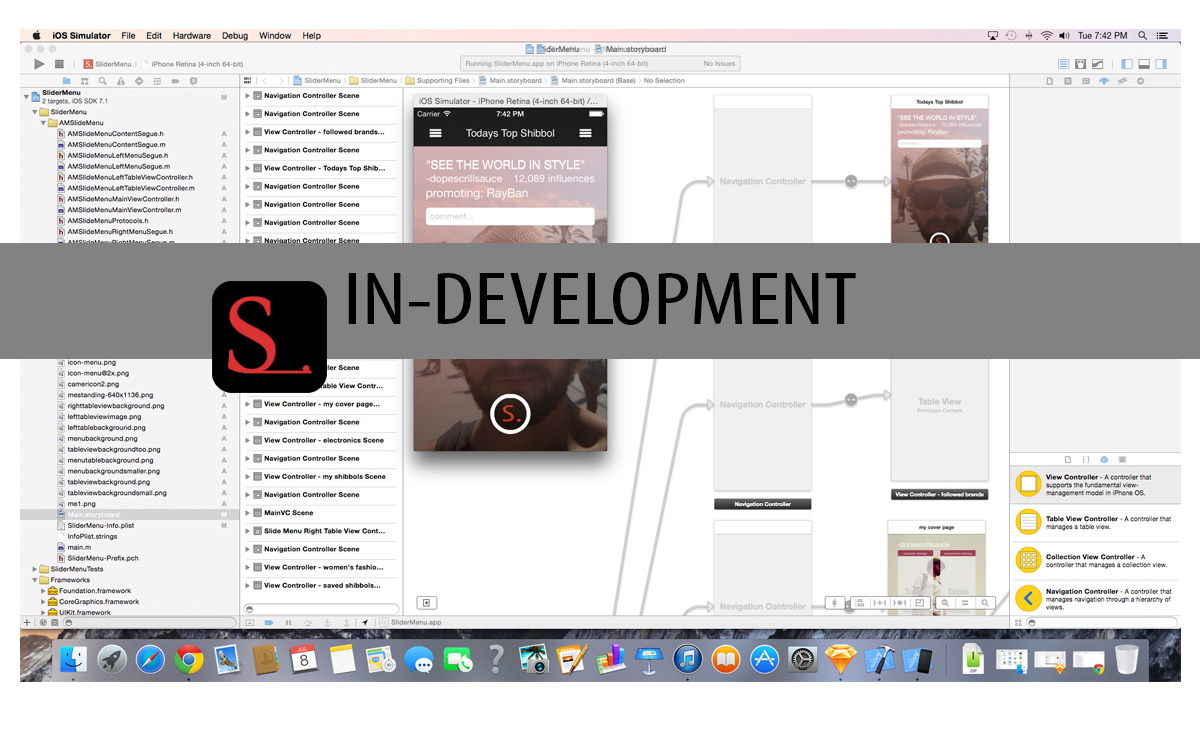 iOS Simulator File Edit Hardware Debug Window Help
Tue 7:42 PM
SliderMenu Main.storyboard
SliderMenu iPhone Retina (4-inch 64-bit)
Running SliderMenu.app on iPhone Retina (4-inch 64-bit) No Issues
SliderMenu SliderMenu Supporting Files Main.storyboard Main.storyboard (Base) No Selection
SliderMenu
2 targets, iOS SDK 7.1
M
SliderMenu
AMSlideMenu
AMSlideMenuContentSegue.h A
AMSlideMenuContentSegue.m A
AMSlideMenuLeftMenuSegue.h A
AMSlideMenuLeftMenuSegue.m A
AMSlideMenuLeftTableViewController.h A
AMSlideMenuLeftTableViewController.m A
AMSlideMenuMainViewController.h A
AMSlideMenuMainViewController.m A
AMSlideMenuProtocols.h A
AMSlideMenuRightMenuSegue.h A
AMSlideMenuRightMenuSegue.m A
Navigation Controller Scene
Navigation Controller Scene
View Controller - followed brands...
Navigation Controller Scene
View Controller - Todays Top Shib...
Navigation Controller Scene
Navigation Controller Scene
Navigation Controller Scene
Navigation Controller Scene
iOS Simulator - iPhone Retina (4-inch 64-bit) /...
Carrier 7:42 PM
Todays Top Shibbol
"SEE THE WORLD IN STYLE"
-dopescrillsauce 12,089 influences
promoting: RayBan
comment...
Navigation Controller
Todays Top Shibbol
"SEE THE WORLD IN STYLE"
-dopescrillsauce 12,089 influences
promoting: RayBan
S. IN-DEVELOPMENT
icon-menu.png A
icon-menu@2x.png A
camericon2.png A
mestanding-640x1136.png A
righttableviewbackground.png A
lefttableviewimage.png A
lefttablebackground.png A
menubackground.png A
tableviewbackgroundtoo.png A
menutablebackground.png A
menubackgroundsmaller.png A
tableviewbackground.png A
tableviewbackgroundsmall.png A
me1.png A
Main.storyboard M
SliderMenu-Info.plist M
InfoPlist.strings
main.m
SliderMenu-Prefix.pch
SliderMenuTests
Frameworks
Foundation.framework
CoreGraphics.framework
UIKit.framework
ller Scene
able View Contr...
View Controller - my cover page...
Navigation Controller Scene
View Controller - electronics Scene
Navigation Controller Scene
View Controller - my shibbols Scene
Navigation Controller Scene
MainVC Scene
Slide Menu Right Table View Cont...
Navigation Controller Scene
View Controller - women's fashio...
View Controller - saved shibbols...
S.
Navigation Controller
Table View
Prototype Content
Navigation Controller
View Controller - followed brands
my cover page
-dopescrillsauce
Navigation Controller
Table View
View Controller - A controller that
supports the fundamental view-
management model in iPhone OS.
Table View Controller - A controller that
manages a table view.
Collection View Controller - A
controller that manages a collection view.
Navigation Controller - A controller that
manages navigation through a hierarchy of
views.
SliderMenu.app
JUL
8
ZIP